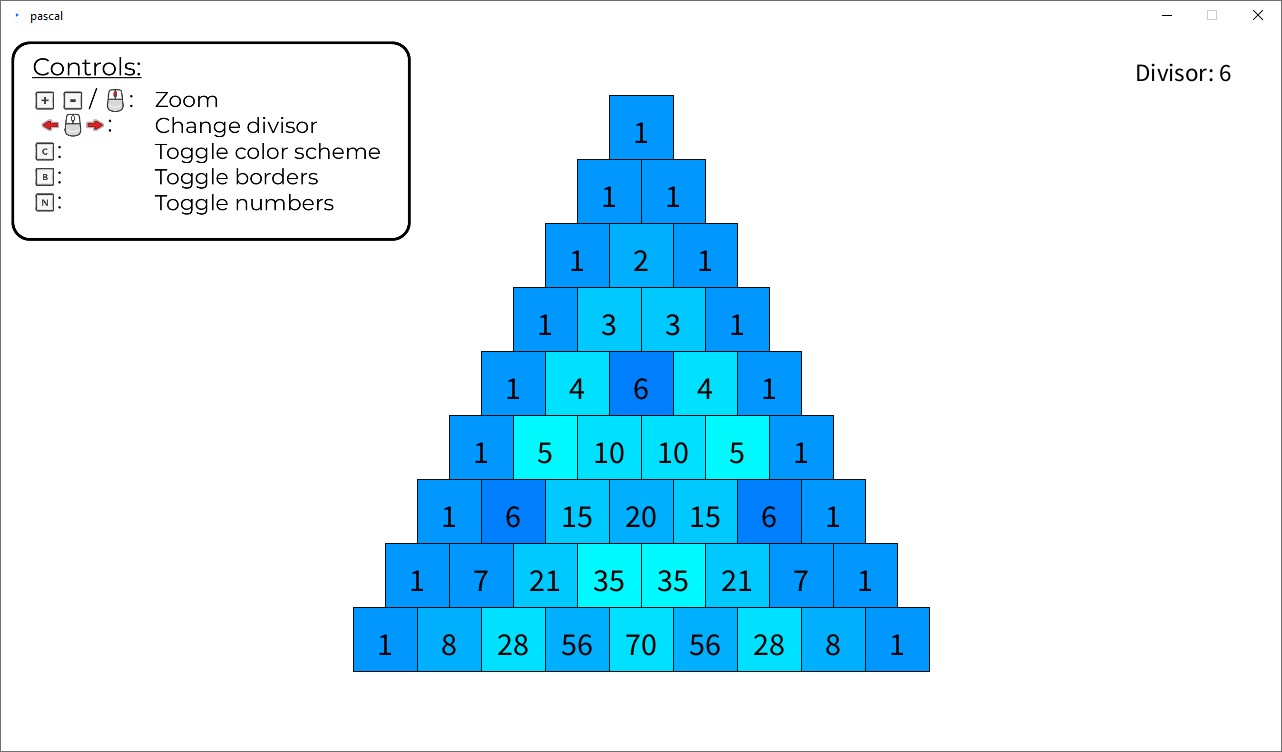 pascal
Controls:
+ - / : Zoom
: Change divisor
C : Toggle color scheme
B : Toggle borders
N : Toggle numbers
Divisor: 6
1
1 1
1 2 1
1 3 3 1
1 4 6 4 1
1 5 10 10 5 1
1 6 15 20 15 6 1
1 7 21 35 35 21 7 1
1 8 28 56 70 56 28 8 1